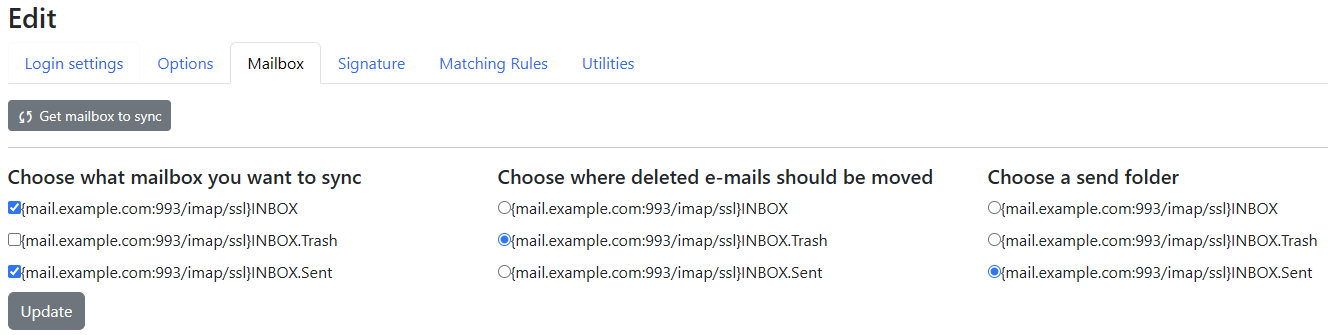 Edit
Login settings Options Mailbox Signature Matching Rules Utilities
Get mailbox to sync
Choose what mailbox you want to sync
{mail.example.com:993/imap/ssl}INBOX
{mail.example.com:993/imap/ssl}INBOX.Trash
{mail.example.com:993/imap/ssl}INBOX.Sent
Choose where deleted e-mails should be moved
{mail.example.com:993/imap/ssl}INBOX
{mail.example.com:993/imap/ssl}INBOX.Trash
{mail.example.com:993/imap/ssl}INBOX.Sent
Choose a send folder
{mail.example.com:993/imap/ssl}INBOX
{mail.example.com:993/imap/ssl}INBOX.Trash
{mail.example.com:993/imap/ssl}INBOX.Sent
Update